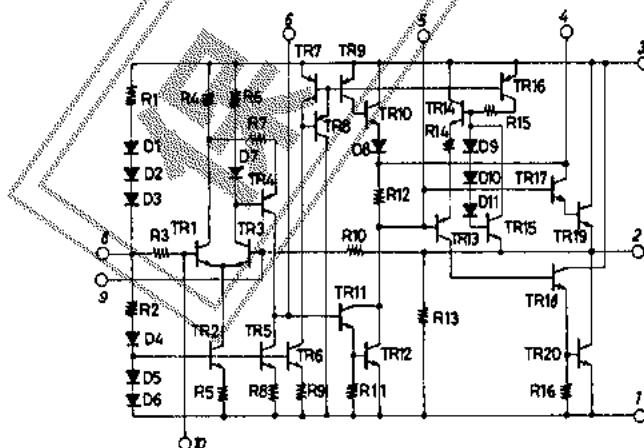 6 5 4
TR7 TR9 3
R1 R4 R6 TR16
TR8 TR10 TR14 R15
R7 R14
D1 D7 D8 D9
D2 TR4 D10 TR17
D3 R12 D11
TR1 TR3 TR13 TR15 TR19
8 R3 R10 2
9
R2 TR11 R13 TR18
D4 TR2 TR5
TR6 TR12 TR20
D5 R5 R8 R9 R11 R16
D6 1
10